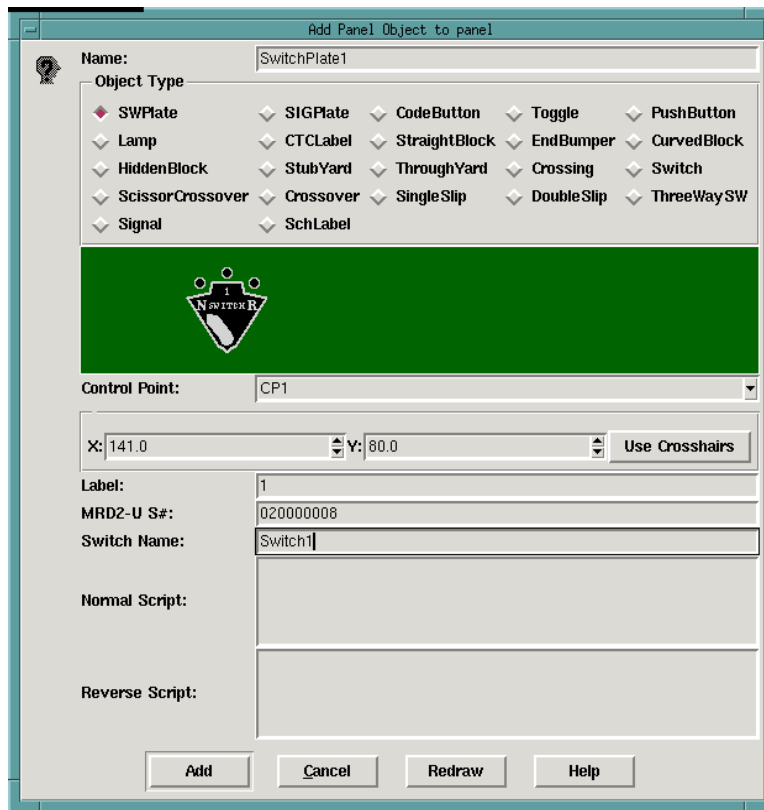 Add Panel Object to panel
Name: SwitchPlate1
Object Type
SWPlate SIGPlate CodeButton Toggle PushButton
Lamp CTCLabel StraightBlock EndBumper CurvedBlock
HiddenBlock StubYard ThroughYard Crossing Switch
ScissorCrossover Crossover SingleSlip DoubleSlip ThreeWaySW
Signal SchLabel
1
N SWITCH R
Control Point: CP1
X: 141.0 Y: 80.0 Use Crosshairs
Label: 1
MRD2-U S#: 020000008
Switch Name: Switch1
Normal Script:
Reverse Script:
Add Cancel Redraw Help